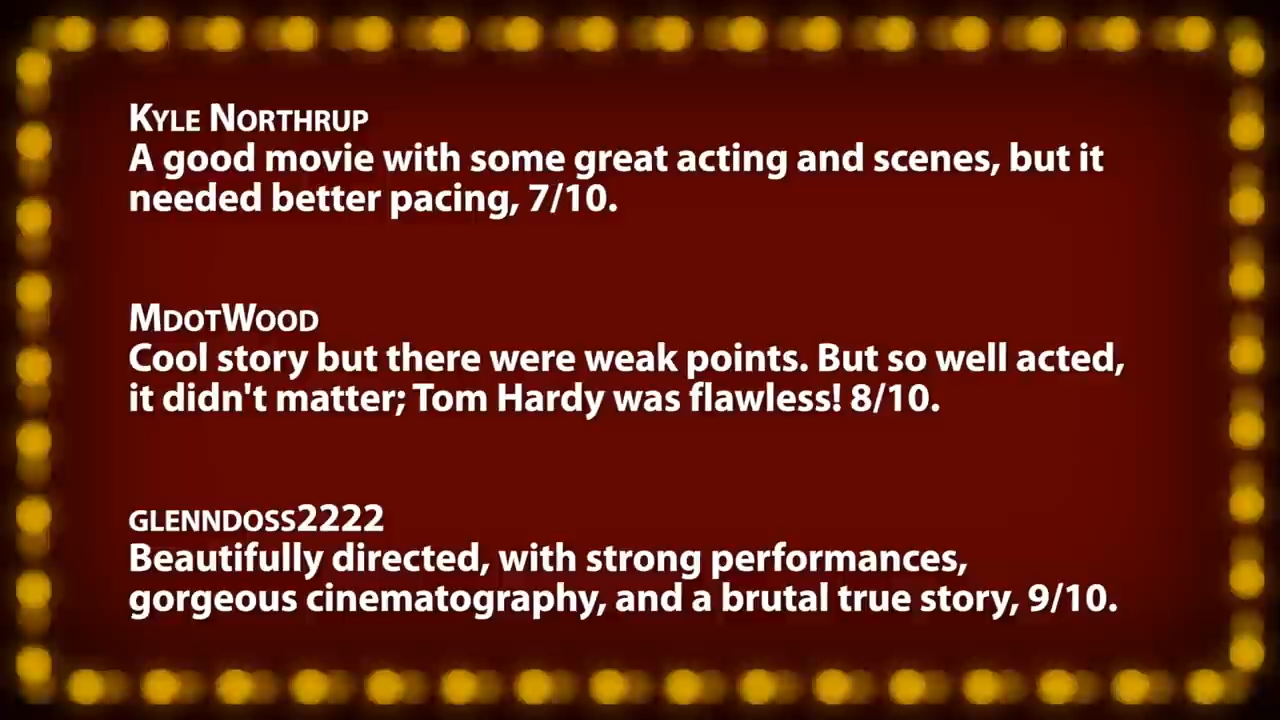 Kyle Northrup
A good movie with some great acting and scenes, but it
needed better pacing, 7/10.
MdotWood
Cool story but there were weak points. But so well acted,
it didn't matter; Tom Hardy was flawless! 8/10.
glenndoss2222
Beautifully directed, with strong performances,
gorgeous cinematography, and a brutal true story, 9/10.